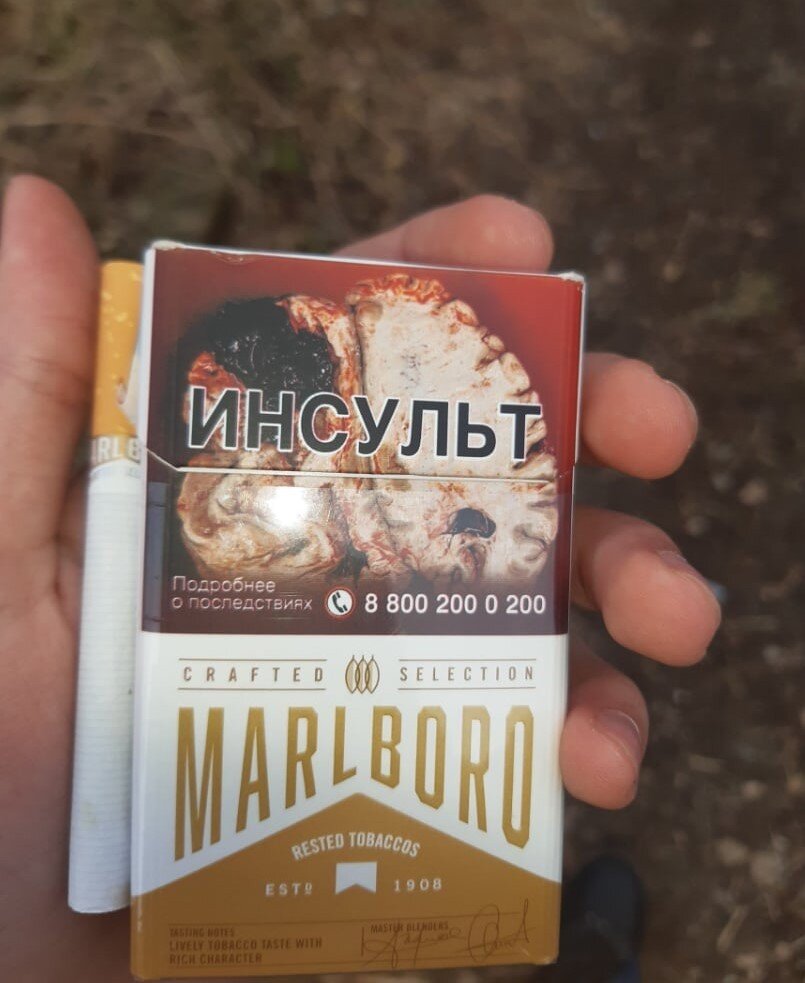 ИНСУЛЬТ
Подробнее
о последствиях 8 800 200 0 200
CRAFTED SELECTION
MARLBORO
RESTED TOBACCOS
ESTD 1908
TASTING NOTES
LIVELY TOBACCO TASTE WITH
RICH CHARACTER
MASTER BLENDERS